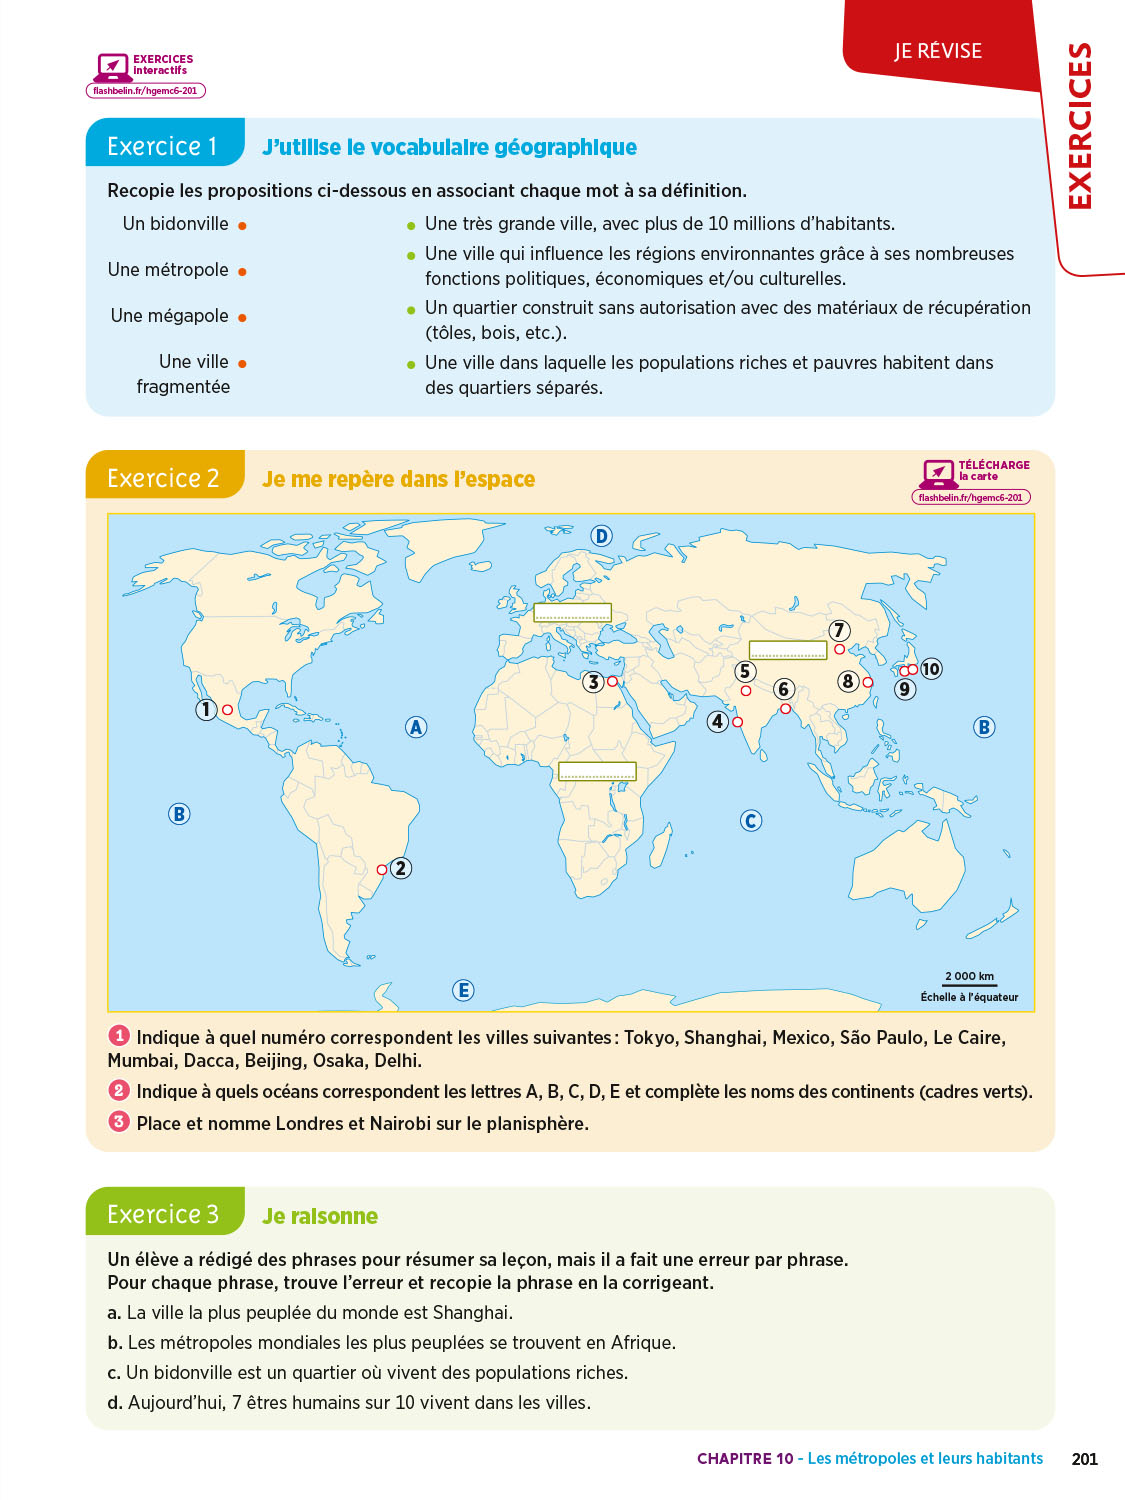 JE RÉVISE
EXERCICES
EXERCICES
interactifs
flashbelin.fr/hgemc6-201
Exercice 1
J'utilise le vocabulaire géographique
Recopie les propositions ci-dessous en associant chaque mot à sa définition.
Un bidonville •
Une métropole •
Une mégapole •
Une ville •
fragmentée
• Une très grande ville, avec plus de 10 millions d'habitants.
• Une ville qui influence les régions environnantes grâce à ses nombreuses
fonctions politiques, économiques et/ou culturelles.
• Un quartier construit sans autorisation avec des matériaux de récupération
(tôles, bois, etc.).
• Une ville dans laquelle les populations riches et pauvres habitent dans
des quartiers séparés.
Exercice 2
Je me repère dans l'espace
TÉLÉCHARGE
la carte
flashbelin.fr/hgemc6-201
D
7
10
5
3
8
6
9
1
4
A
B
B
C
2
E
2 000 km
Échelle à l'équateur
1 Indique à quel numéro correspondent les villes suivantes : Tokyo, Shanghai, Mexico, São Paulo, Le Caire,
Mumbai, Dacca, Beijing, Osaka, Delhi.
2 Indique à quels océans correspondent les lettres A, B, C, D, E et complète les noms des continents (cadres verts).
3 Place et nomme Londres et Nairobi sur le planisphère.
Exercice 3
Je raisonne
Un élève a rédigé des phrases pour résumer sa leçon, mais il a fait une erreur par phrase.
Pour chaque phrase, trouve l'erreur et recopie la phrase en la corrigeant.
a. La ville la plus peuplée du monde est Shanghai.
b. Les métropoles mondiales les plus peuplées se trouvent en Afrique.
c. Un bidonville est un quartier où vivent des populations riches.
d. Aujourd'hui, 7 êtres humains sur 10 vivent dans les villes.
CHAPITRE 10 - Les métropoles et leurs habitants 201